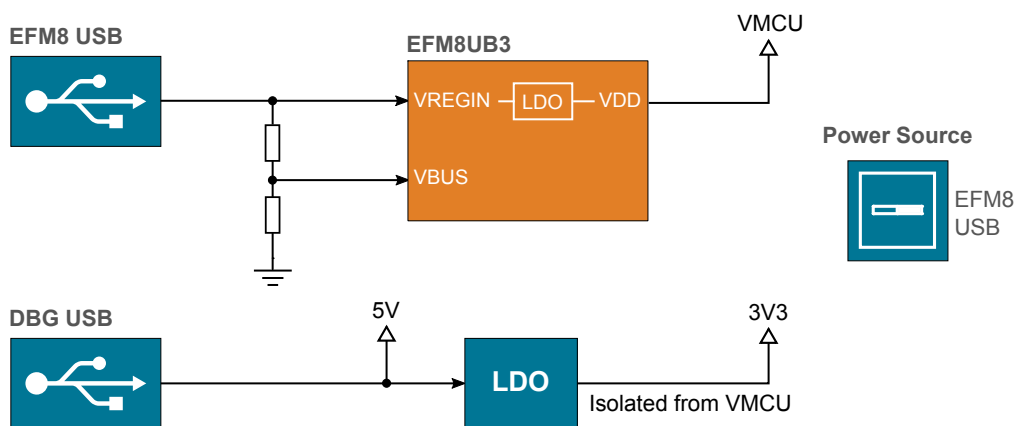 EFM8 USB
EFM8UB3
VMCU
VREGIN
LDO
VDD
VBUS
Power Source
EFM8
USB
DBG USB
5V
3V3
LDO
Isolated from VMCU